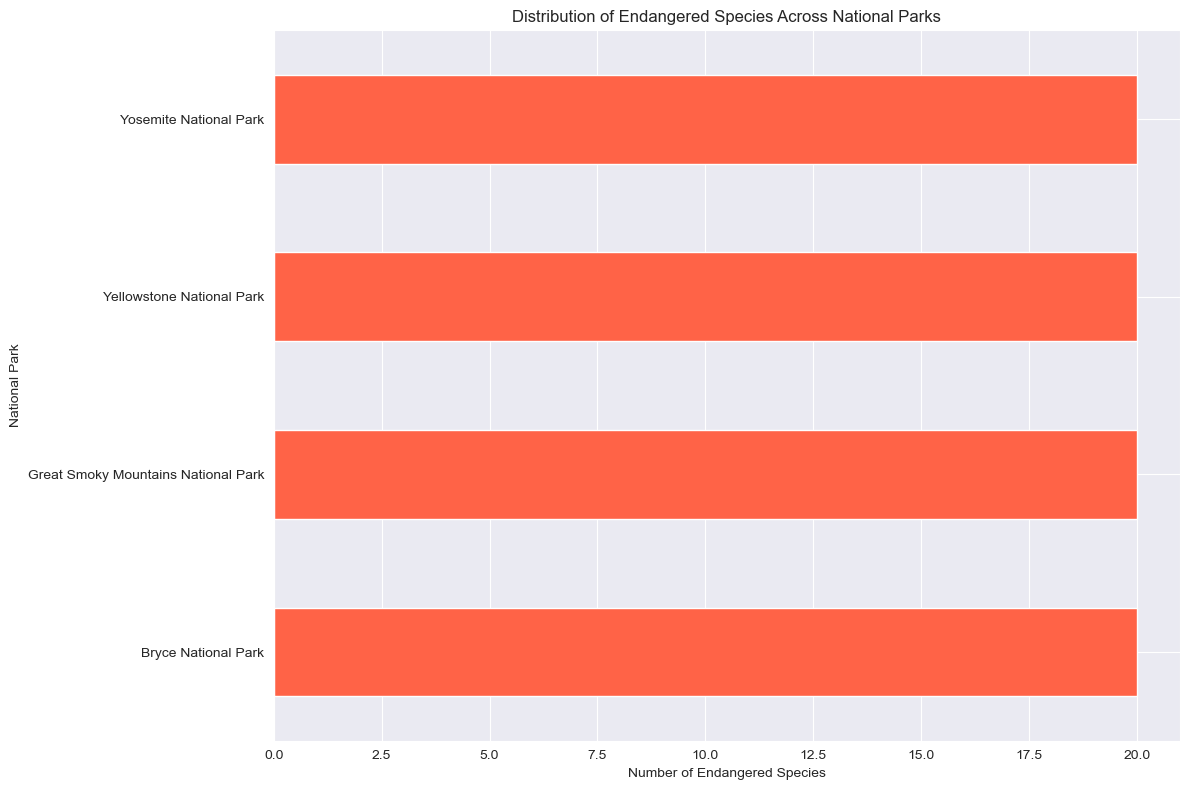 Distribution of Endangered Species Across National Parks
National Park
Yosemite National Park
Yellowstone National Park
Great Smoky Mountains National Park
Bryce National Park
0.0 2.5 5.0 7.5 10.0 12.5 15.0 17.5 20.0
Number of Endangered Species